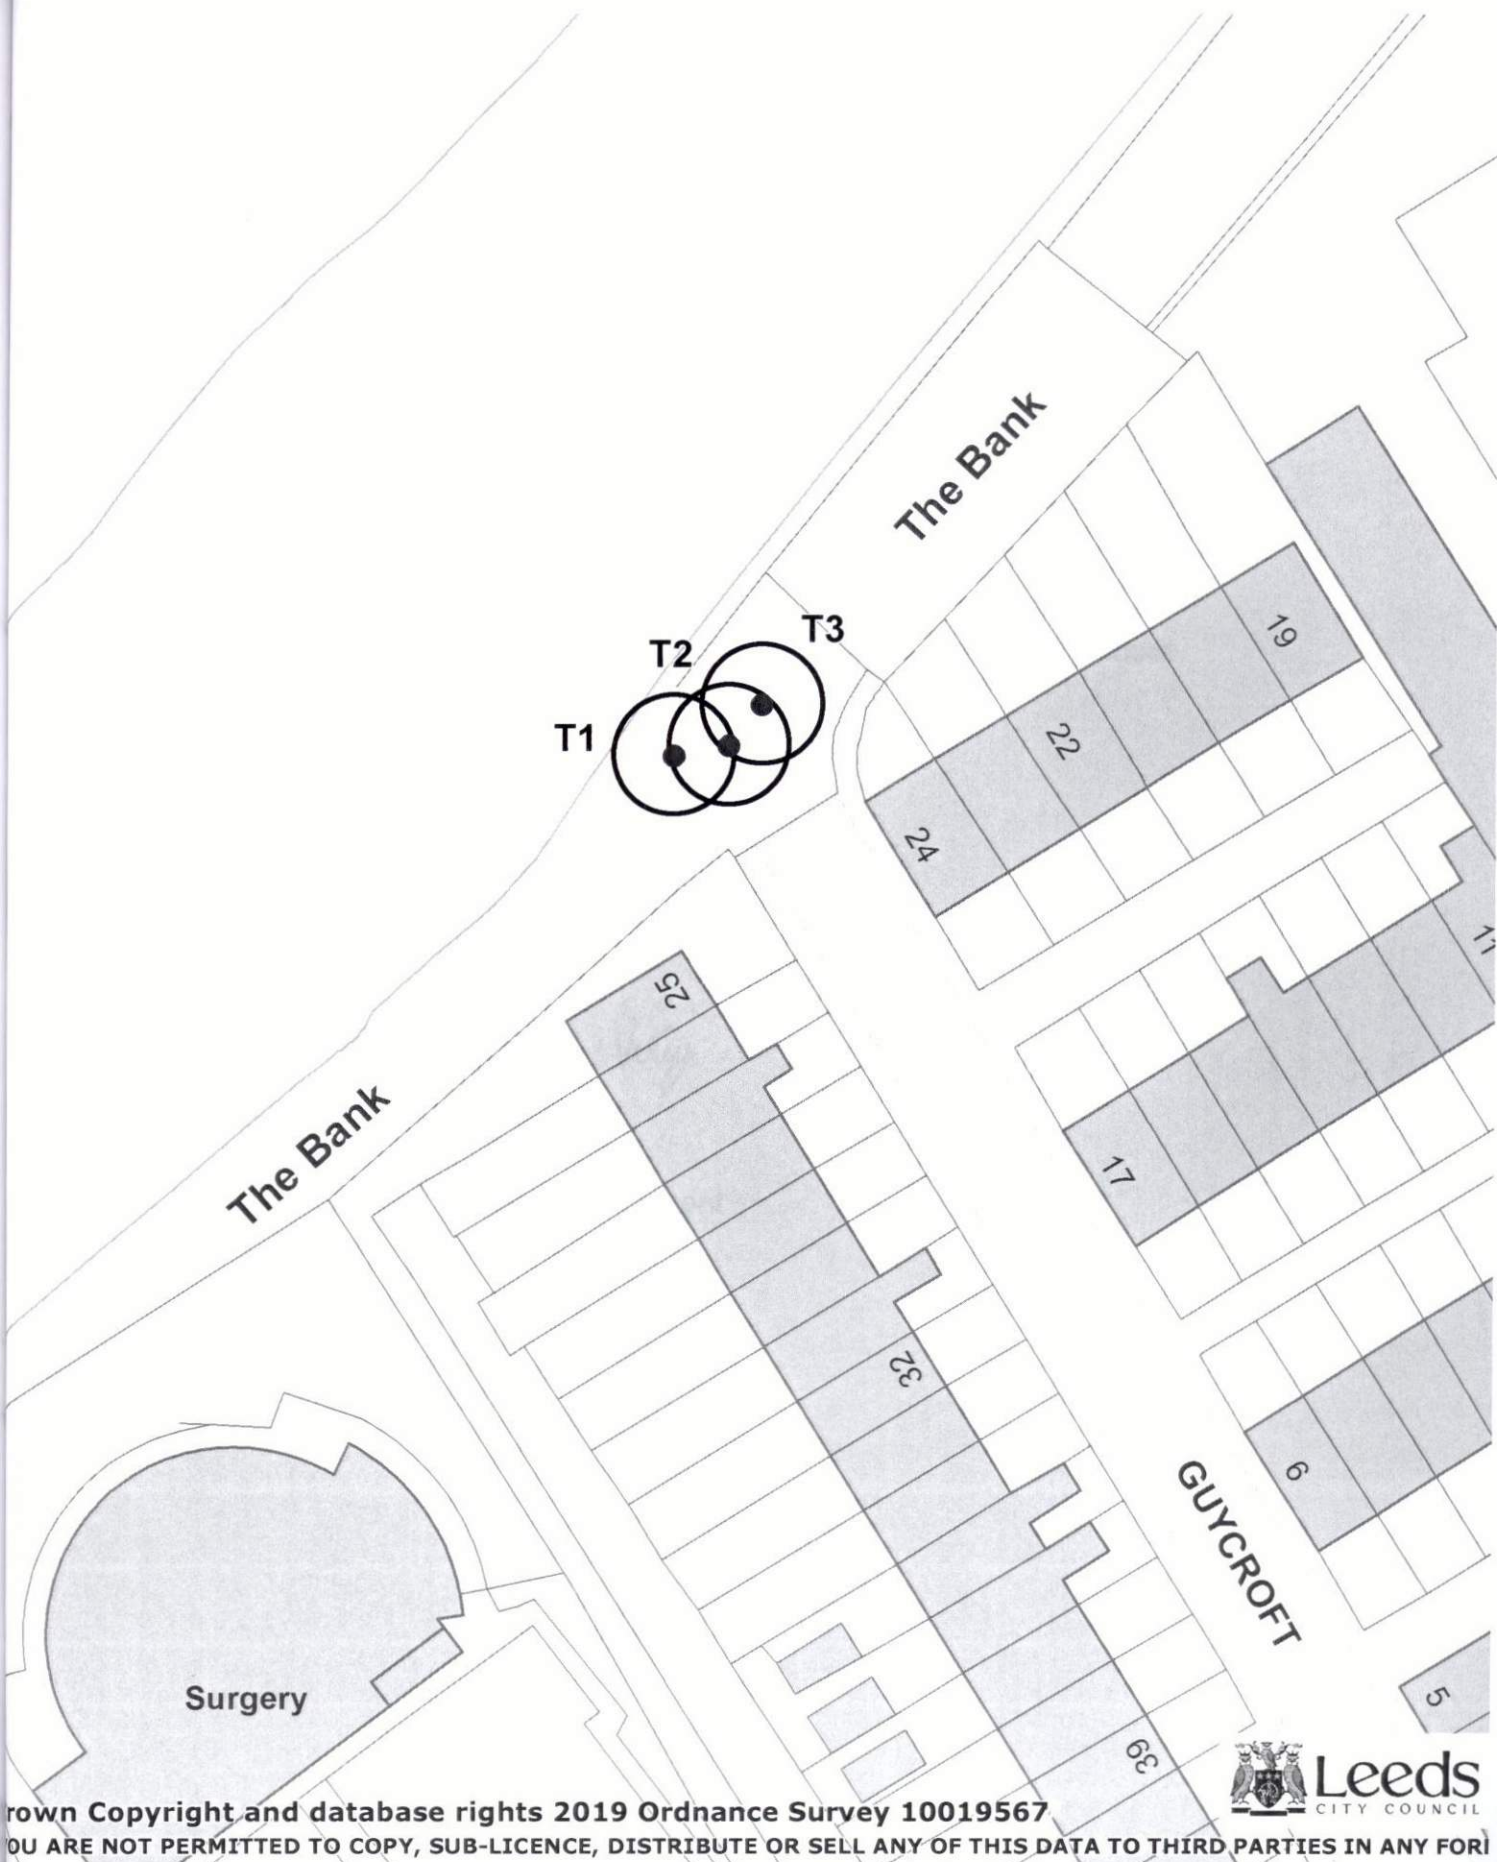 The Bank
T3
T2
T1
19
22
24
11
25
17
The Bank
32
6
GUYCROFT
5
Surgery
39
Leeds
CITY COUNCIL
rown Copyright and database rights 2019 Ordnance Survey 10019567
OU ARE NOT PERMITTED TO COPY, SUB-LICENCE, DISTRIBUTE OR SELL ANY OF THIS DATA TO THIRD PARTIES IN ANY FOR